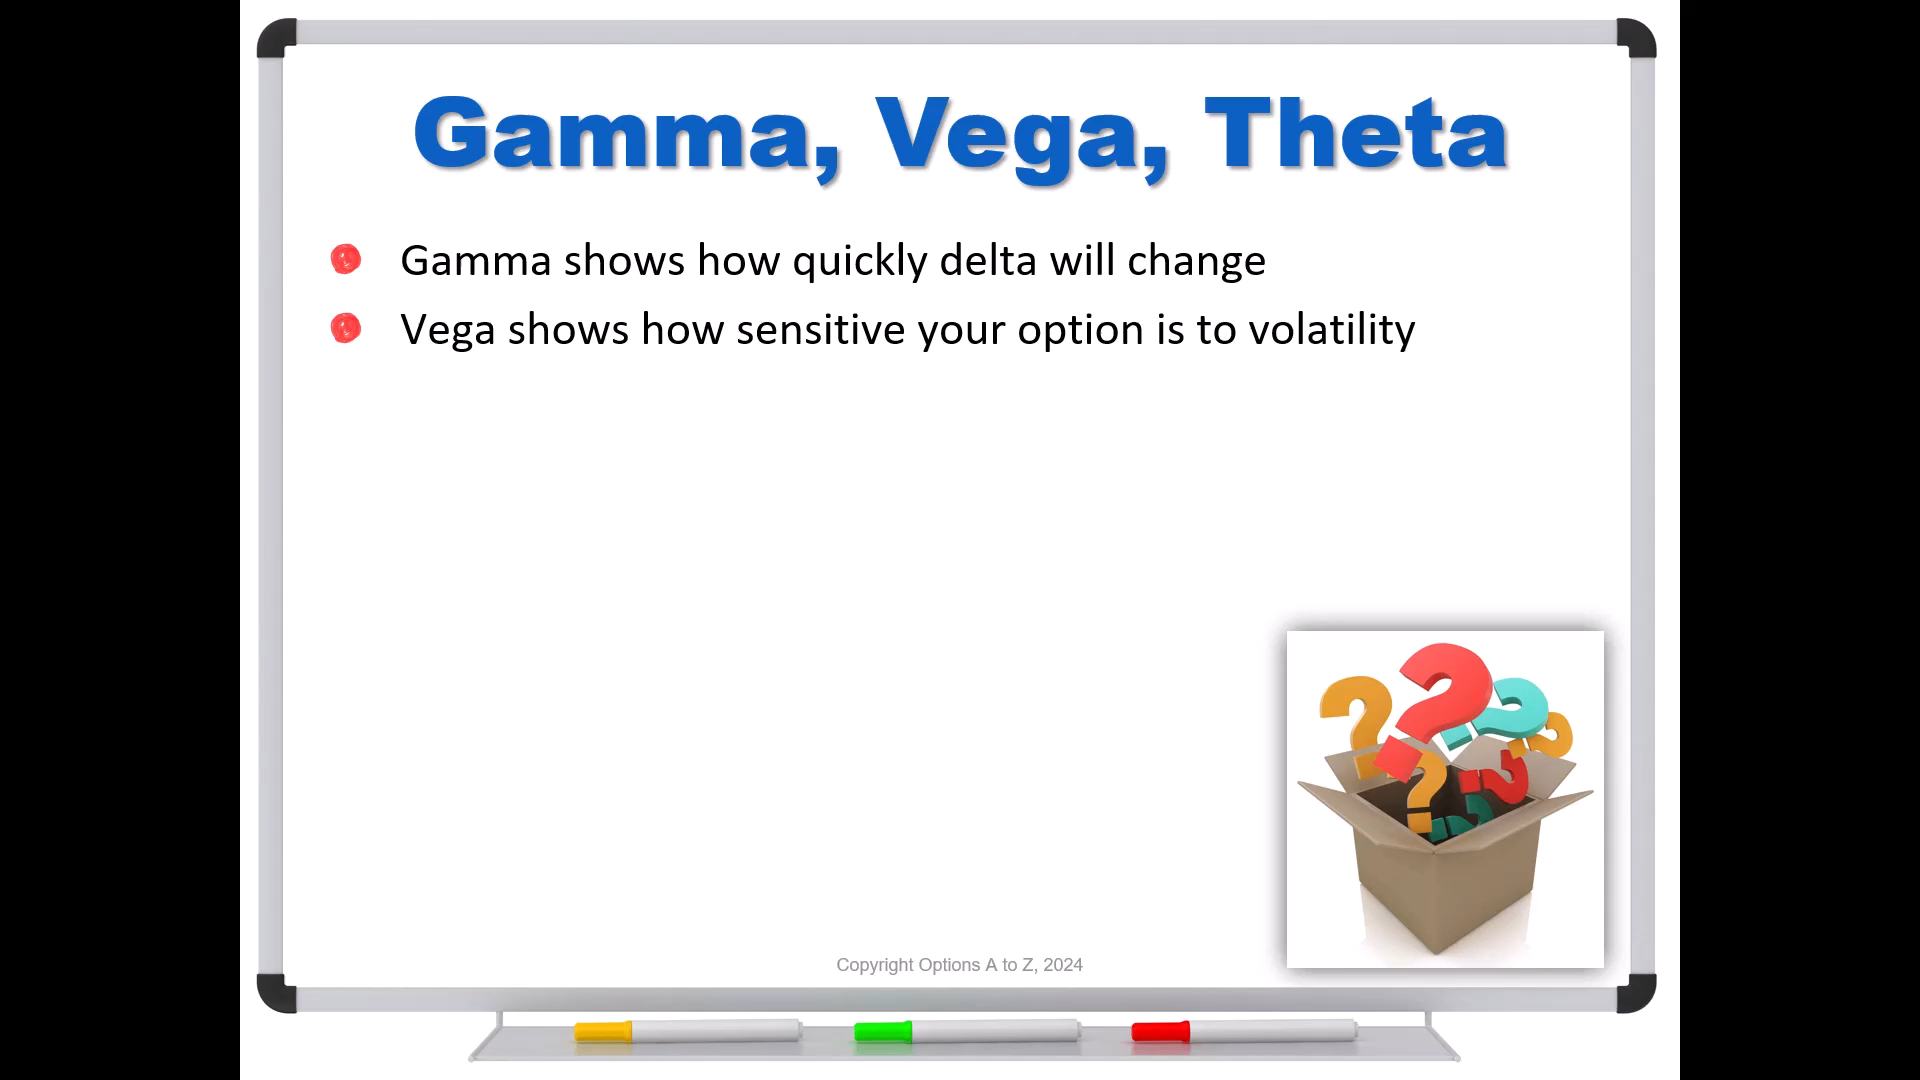 Gamma, Vega, Theta
Gamma shows how quickly delta will change
Vega shows how sensitive your option is to volatility
Copyright Options A to Z, 2024